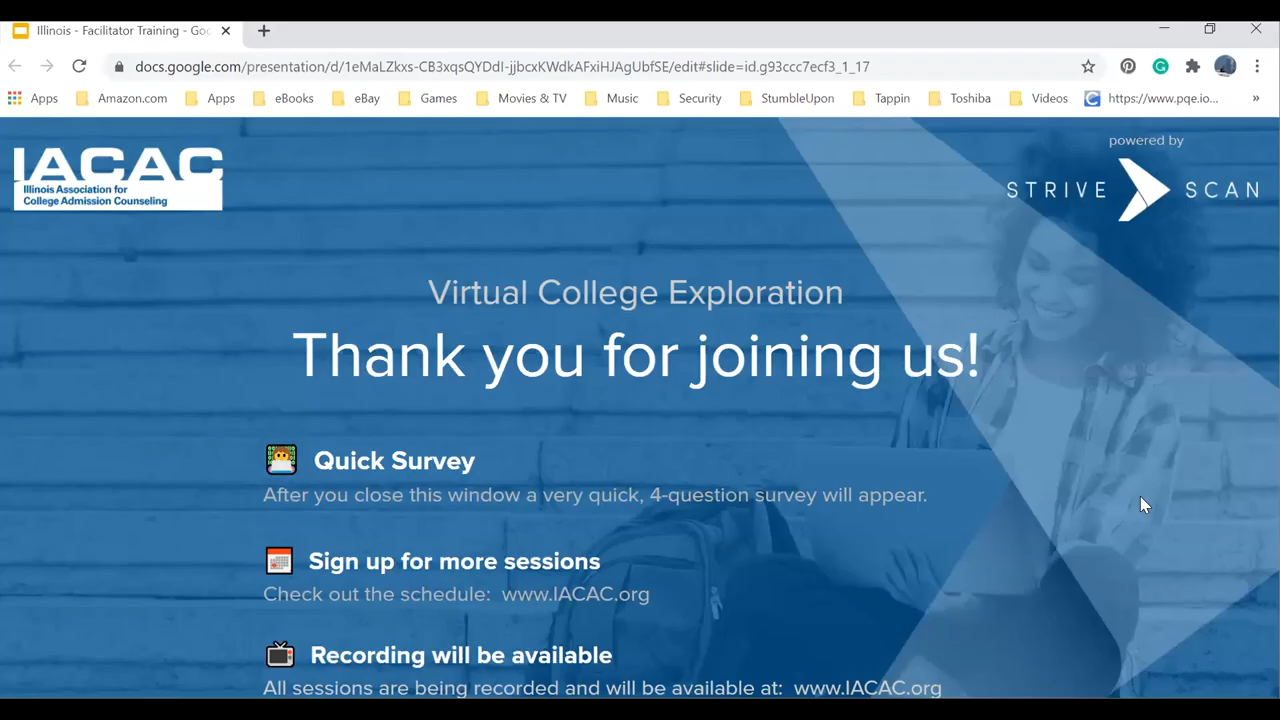 Illinois - Facilitator Training - Goo
docs.google.com/presentation/d/1eMaLZkxs-CB3xqsQYDdI-jjbcxKWdkAFxiHJAgUbfSE/edit#slide=id.g93ccc7ecf3_1_17
Apps Amazon.com Apps eBooks eBay Games Movies & TV Music Security StumbleUpon Tappin Toshiba Videos https://www.pqe.io... »
powered by
IACAC
Illinois Association for
College Admission Counseling
STRIVE SCAN
Virtual College Exploration
Thank you for joining us!
Quick Survey
After you close this window a very quick, 4-question survey will appear.
Sign up for more sessions
Check out the schedule: www.IACAC.org
Recording will be available
All sessions are being recorded and will be available at: www.IACAC.org